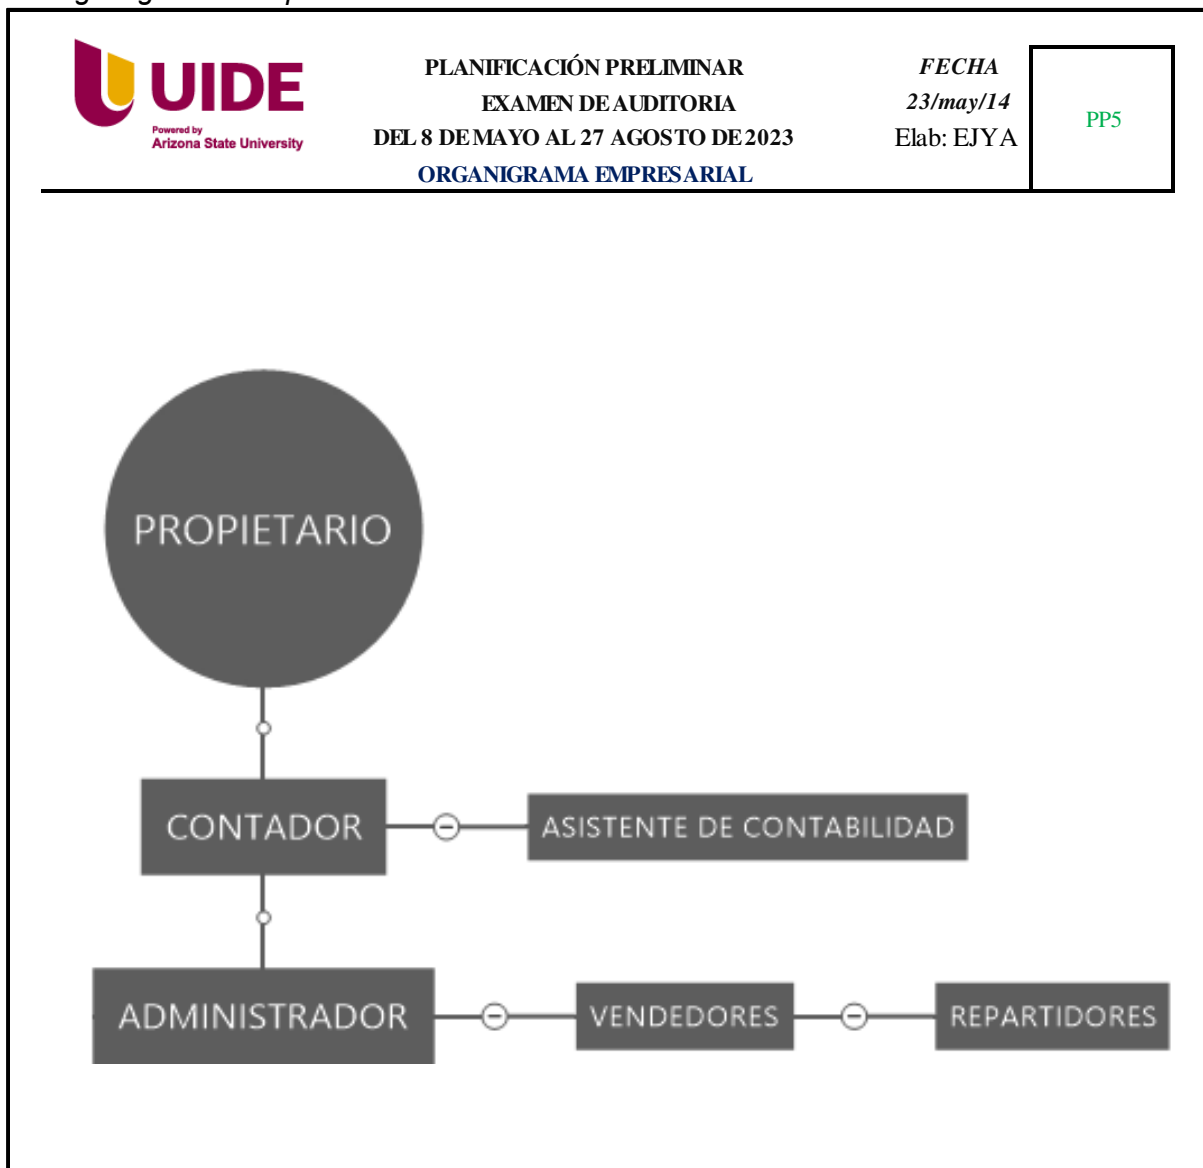 UIDE
Powered by
Arizona State University
PLANIFICACIÓN PRELIMINAR
EXAMEN DE AUDITORIA
DEL 8 DE MAYO AL 27 AGOSTO DE 2023
ORGANIGRAMA EMPRESARIAL
FECHA
23/may/14
Elab: EJYA
PP5
PROPIETARIO
CONTADOR
ASISTENTE DE CONTABILIDAD
ADMINISTRADOR
VENDEDORES
REPARTIDORES